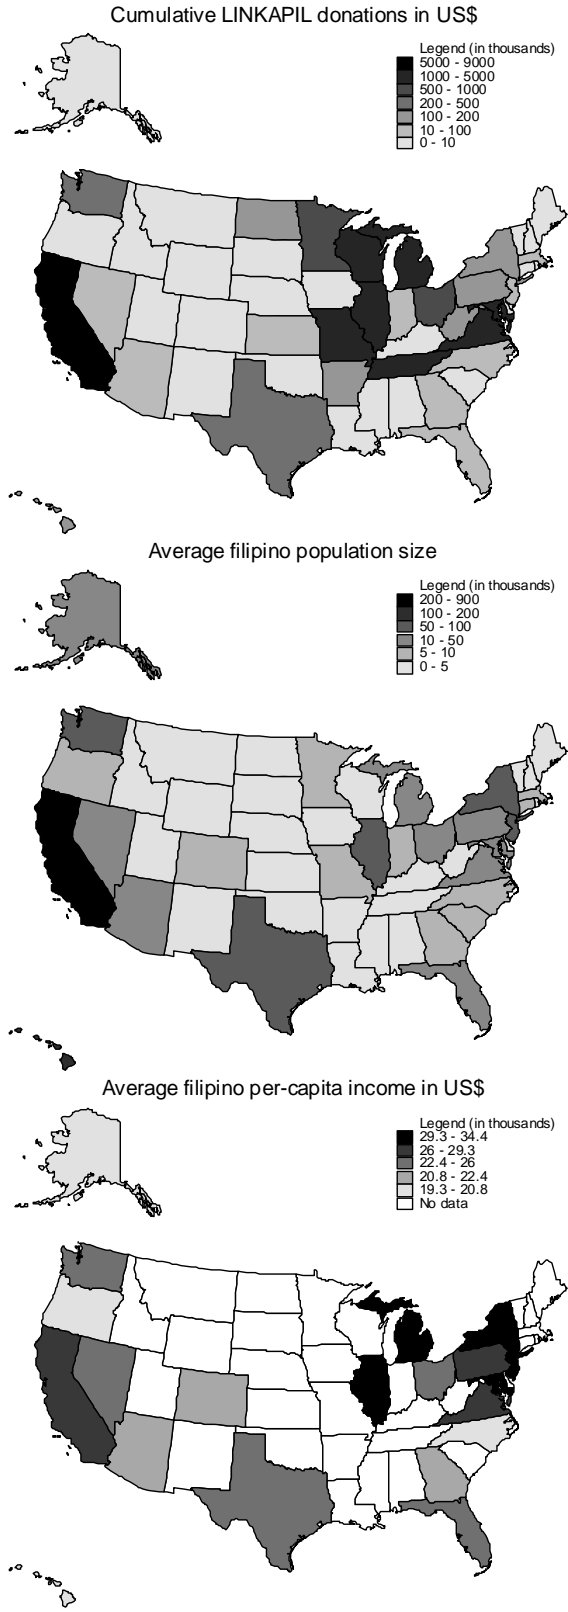 Cumulative LINKAPIL donations in US$
Legend (in thousands)
5000 - 9000
1000 - 5000
500 - 1000
200 - 500
100 - 200
10 - 100
0 - 10
Average filipino population size
Legend (in thousands)
200 - 900
100 - 200
50 - 100
10 - 50
5 - 10
0 - 5
Average filipino per-capita income in US$
Legend (in thousands)
29.3 - 34.4
26 - 29.3
22.4 - 26
20.8 - 22.4
19.3 - 20.8
No data